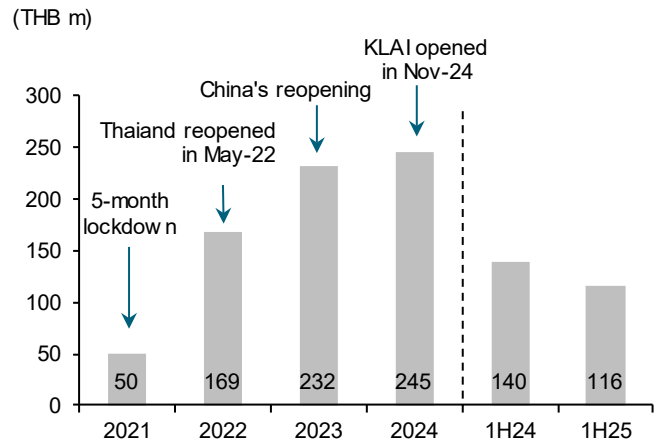 (THB m)
KLAI opened
in Nov-24
China's reopening
Thaiand reopened
in May-22
5-month
lockdown
300
250
200
150
100
50
0
50
169
232
245
140
116
2021
2022
2023
2024
1H24
1H25